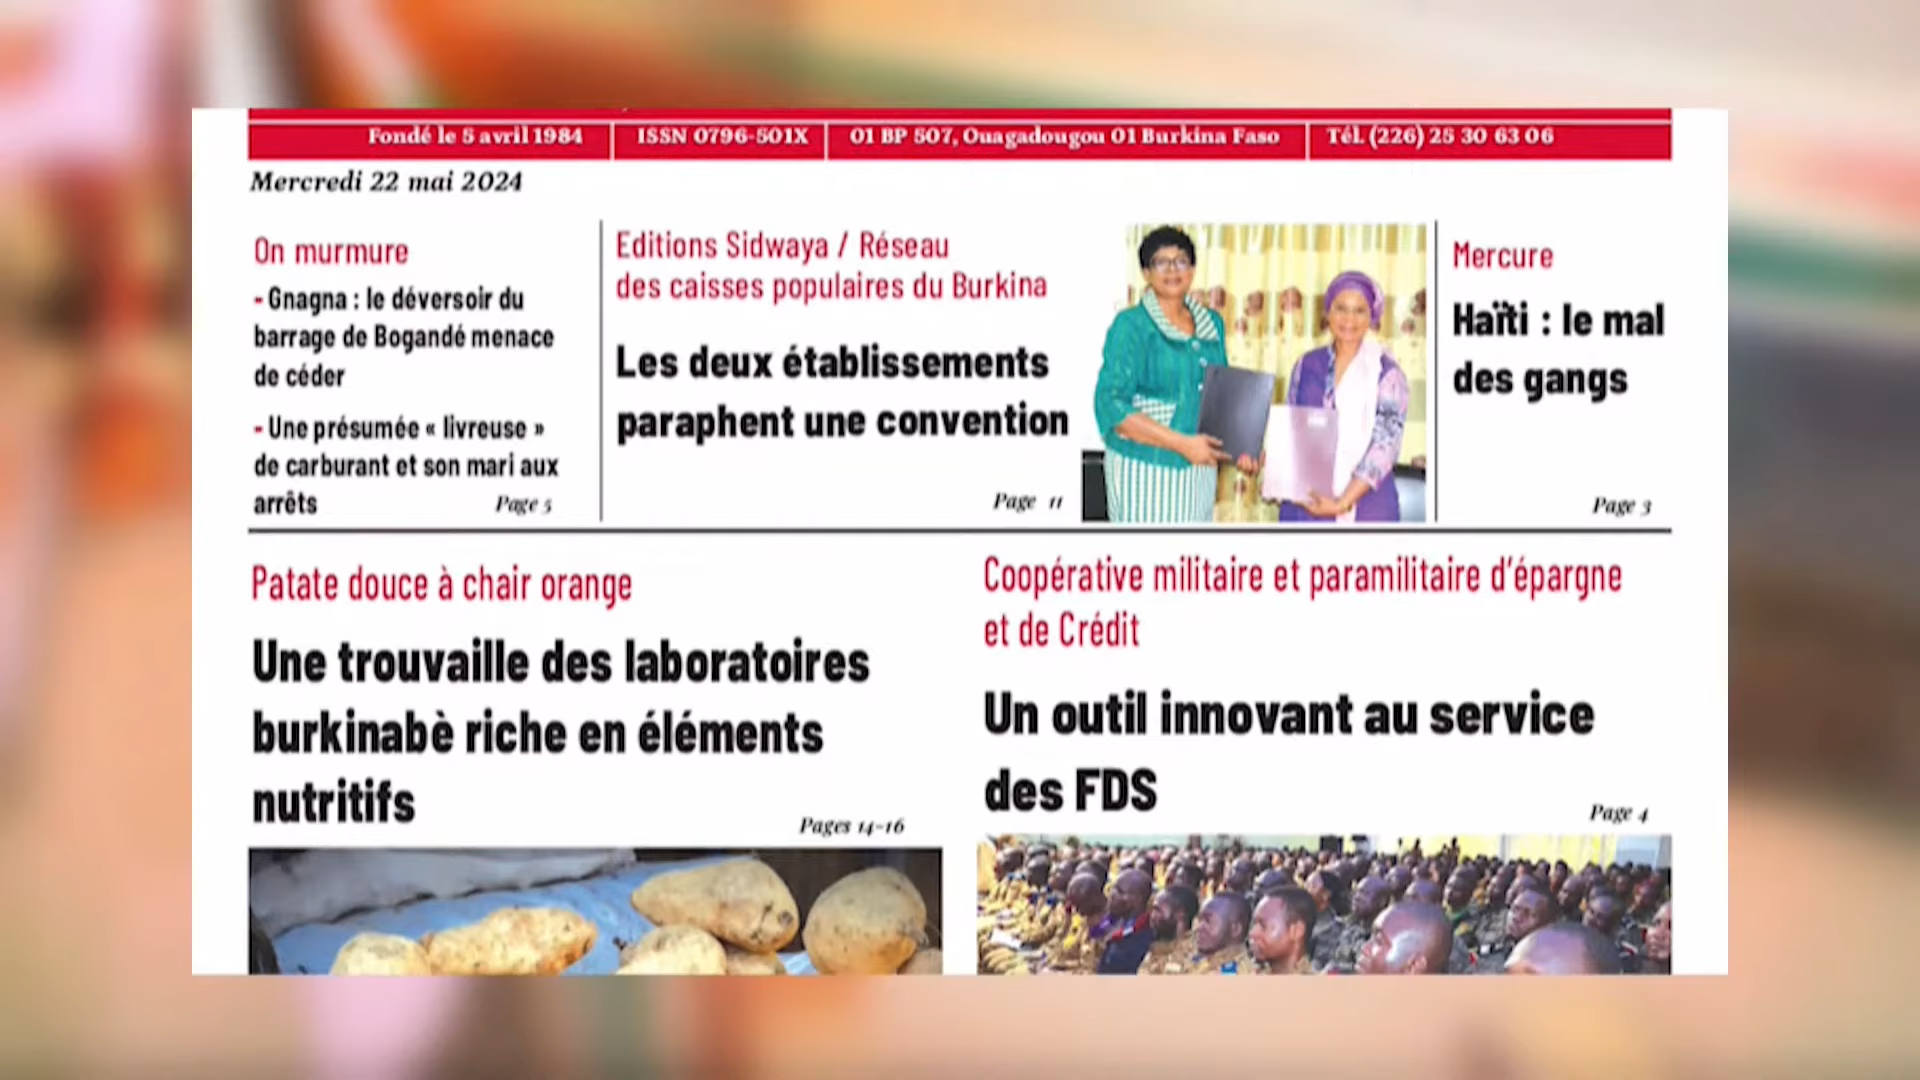 Fondé le 5 avril 1984
ISSN 0796-501X
01 BP 507, Ouagadougou 01 Burkina Faso
Tél. (226) 25 30 63 06
Mercredi 22 mai 2024
On murmure
- Gnagna : le déversoir du
barrage de Bogandé menace
de céder
- Une présumée « livreuse »
de carburant et son mari aux
arrêts
Page 5
Editions Sidwaya / Réseau
des caisses populaires du Burkina
Les deux établissements
paraphent une convention
Page 11
Mercure
Haïti : le mal
des gangs
Page 3
Patate douce à chair orange
Une trouvaille des laboratoires
burkinabè riche en éléments
nutritifs
Pages 14-16
Coopérative militaire et paramilitaire d’épargne
et de Crédit
Un outil innovant au service
des FDS
Page 4